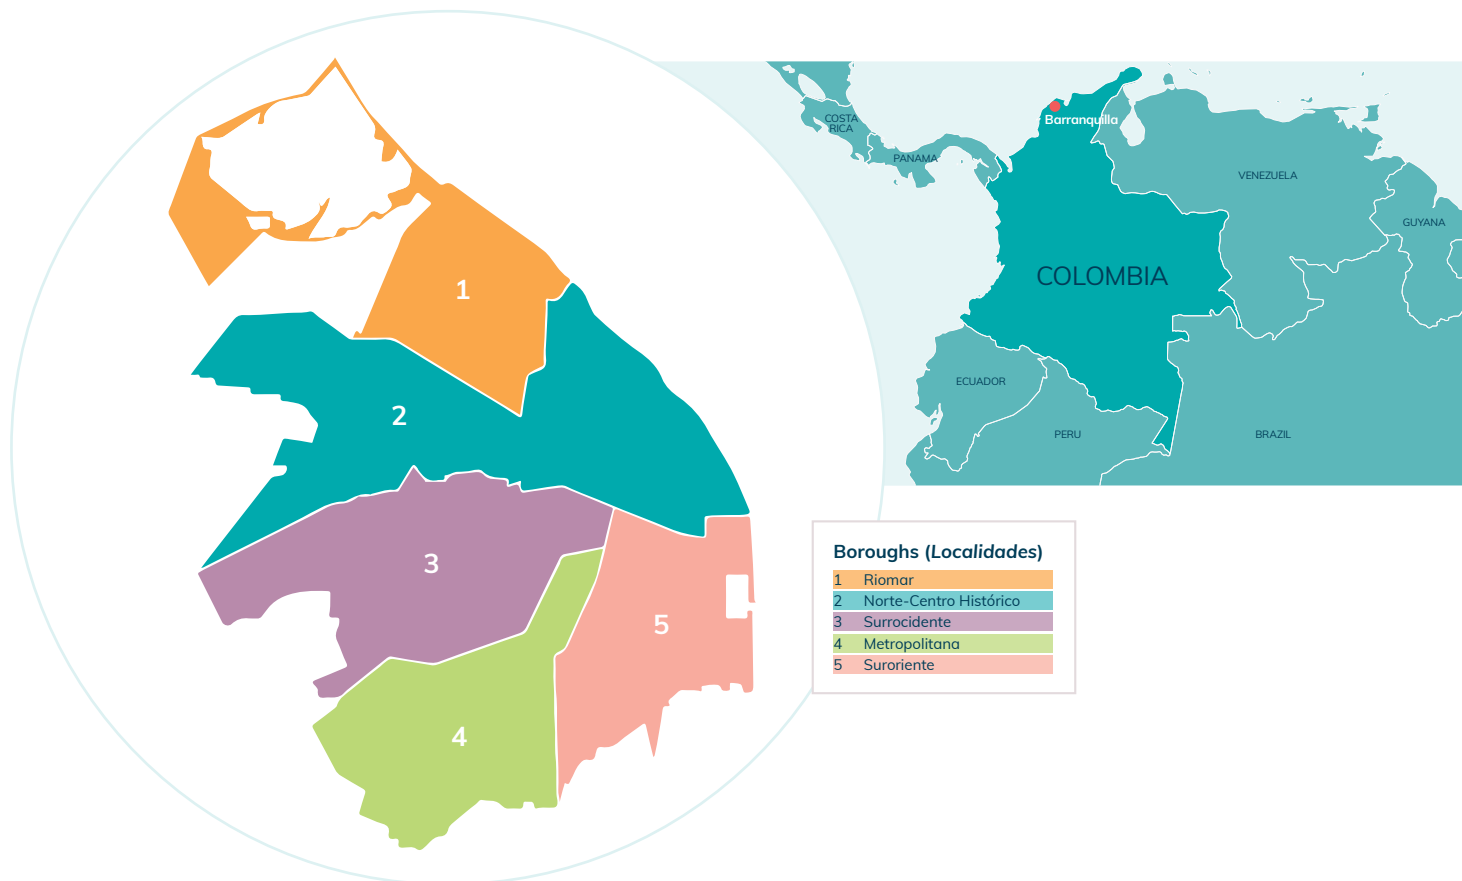 1
2
3
4
5
COSTA
RICA
PANAMA
Barranquilla
VENEZUELA
GUYANA
COLOMBIA
ECUADOR
PERU
BRAZIL
Boroughs (Localidades)
1 Riomar
2 Norte-Centro Histórico
3 Surrocidente
4 Metropolitana
5 Suroriente